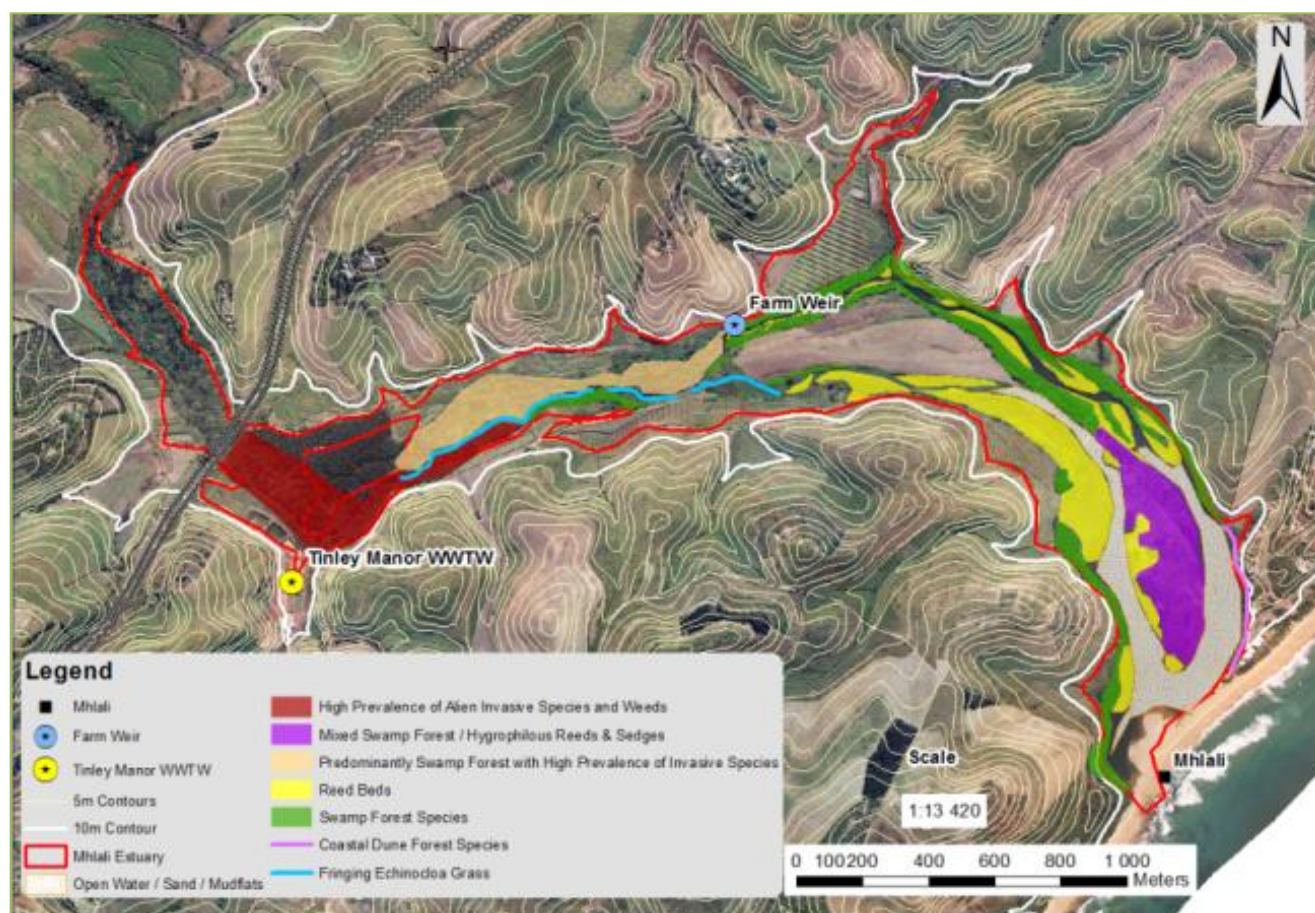 N
Farm Weir
Tinley Manor WWTW
Mhlali
Legend
Mhlali
Farm Weir
Tinley Manor WWTW
5m Contours
10m Contour
Mhlali Estuary
Open Water / Sand / Mudflats
High Prevalence of Alien Invasive Species and Weeds
Mixed Swamp Forest / Hygrophilous Reeds & Sedges
Predominantly Swamp Forest with High Prevalence of Invasive Species
Reed Beds
Swamp Forest Species
Coastal Dune Forest Species
Fringing Echinocloa Grass
Scale
1:13 420
0 100 200 400 600 800 1 000
Meters